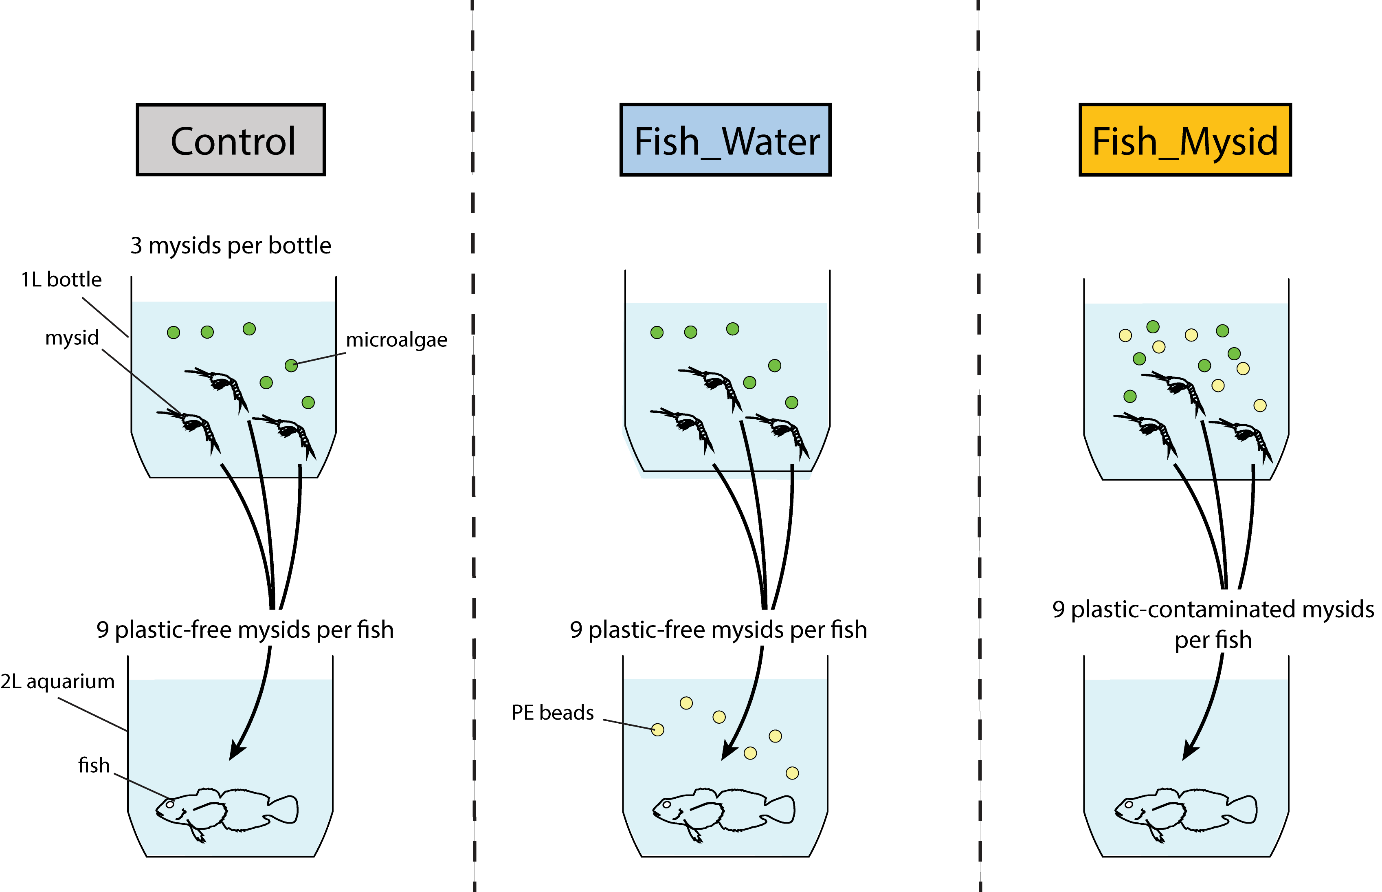 Control
Fish_Water
Fish_Mysid
3 mysids per bottle
1L bottle
mysid
microalgae
9 plastic-free mysids per fish
9 plastic-free mysids per fish
9 plastic-contaminated mysids
per fish
2L aquarium
PE beads
fish